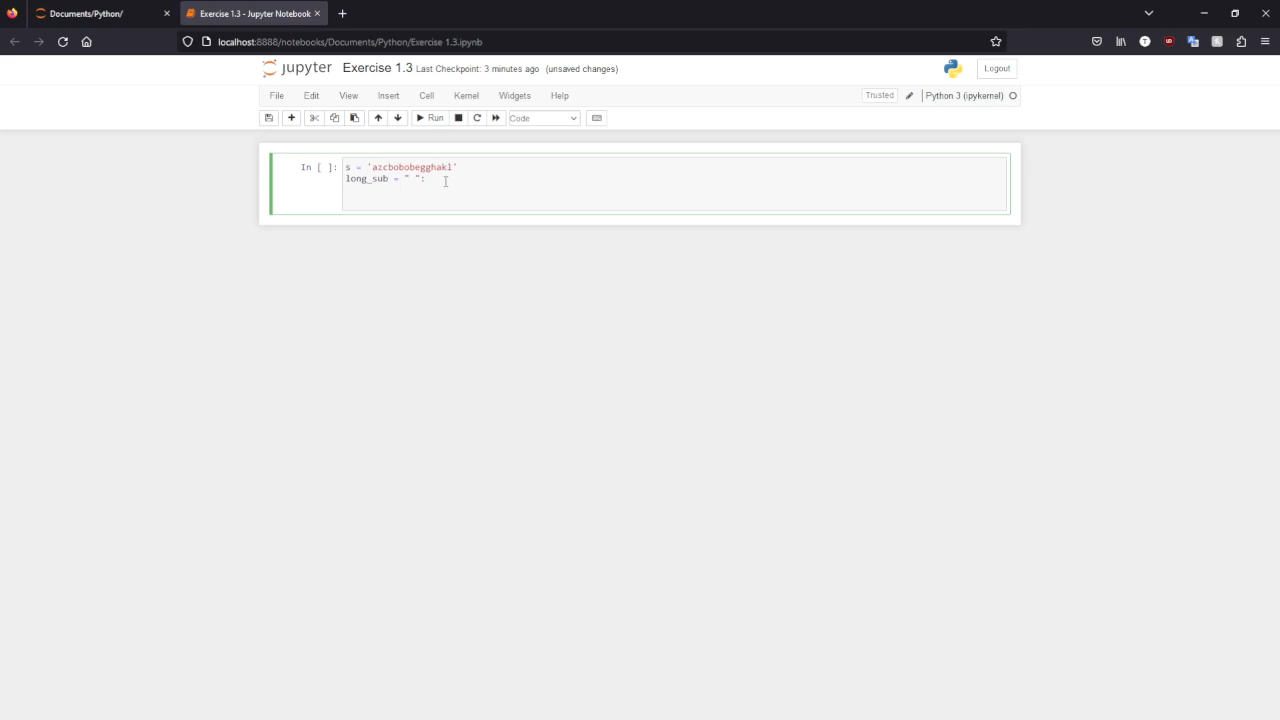 Documents/Python/
Exercise 1.3 - Jupyter Notebook
localhost:8888/notebooks/Documents/Python/Exercise 1.3.ipynb
jupyter Exercise 1.3 Last Checkpoint: 3 minutes ago (unsaved changes)
Logout
File Edit View Insert Cell Kernel Widgets Help
Trusted
Python 3 (ipykernel)
Run
Code
In [ ]: s = 'azcbobobegghakl'
long_sub = " ":